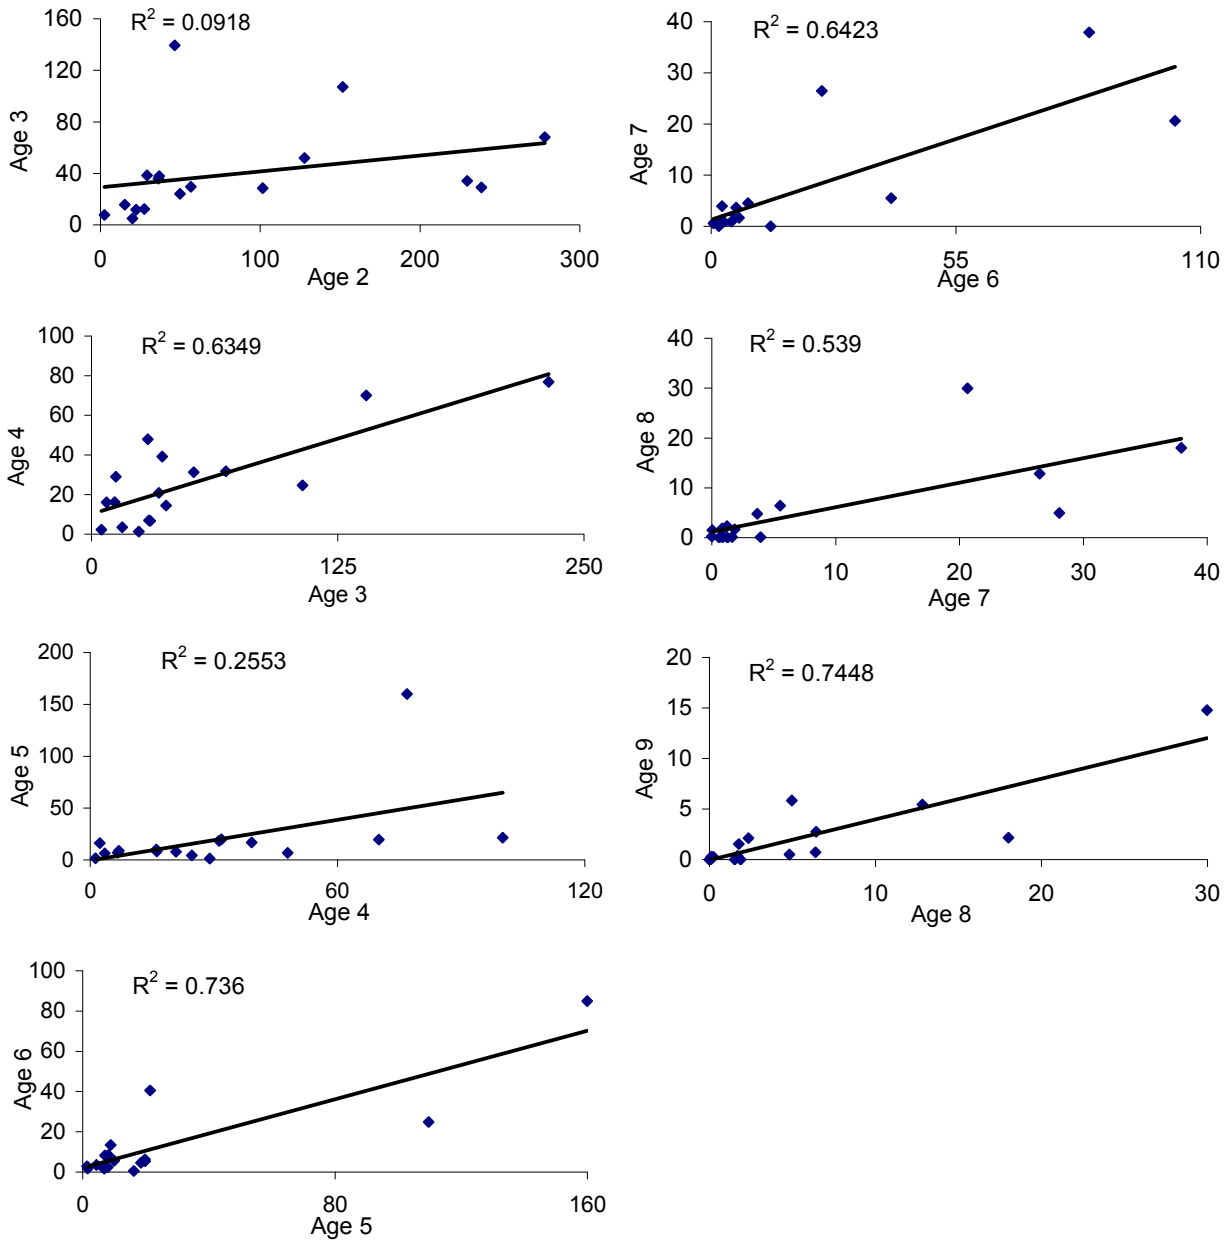 R² = 0.0918
Age 3
160
120
80
40
0
0 100 200 300
Age 2
R² = 0.6423
Age 7
40
30
20
10
0
0 55 110
Age 6
R² = 0.6349
Age 4
100
80
60
40
20
0
0 125 250
Age 3
R² = 0.539
Age 8
40
30
20
10
0
0 10 20 30 40
Age 7
R² = 0.2553
Age 5
200
150
100
50
0
0 60 120
Age 4
R² = 0.7448
Age 9
20
15
10
5
0
0 10 20 30
Age 8
R² = 0.736
Age 6
100
80
60
40
20
0
0 80 160
Age 5